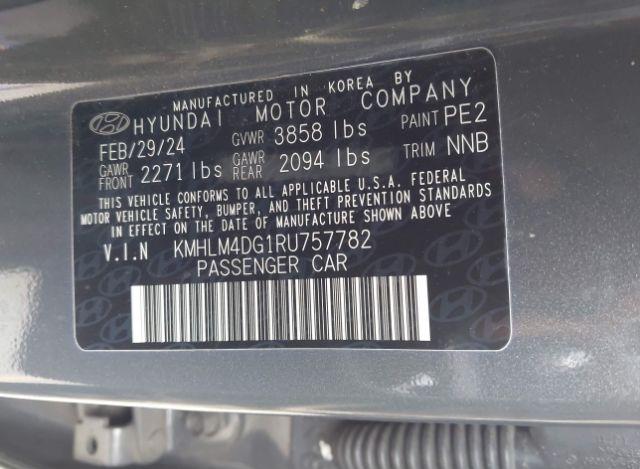 MANUFACTURED IN KOREA BY
HYUNDAI MOTOR COMPANY
FEB/29/24 GVWR 3858 lbs PAINT PE2
GAWR FRONT 2271 lbs GAWR REAR 2094 lbs TRIM NNB
THIS VEHICLE CONFORMS TO ALL APPLICABLE U.S.A. FEDERAL
MOTOR VEHICLE SAFETY, BUMPER, AND THEFT PREVENTION STANDARDS
IN EFFECT ON THE DATE OF MANUFACTURE SHOWN ABOVE
V.I.N KMHLM4DG1RU757782
PASSENGER CAR